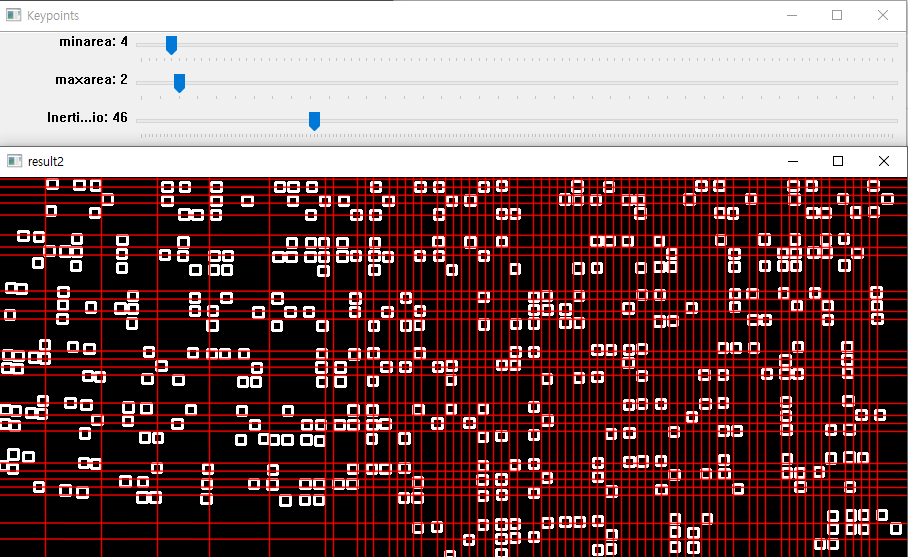 Keypoints
minarea: 4
maxarea: 2
Inerti...io: 46
result2